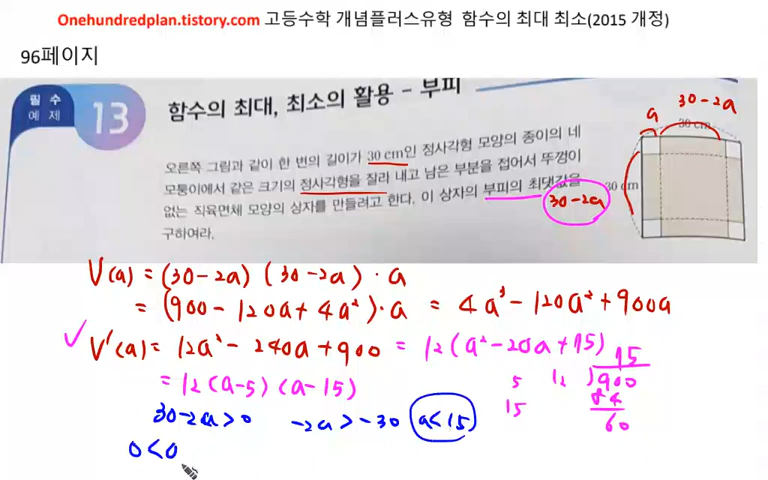 Onehundredplan.tistory.com 고등수학 개념플러스유형 함수의 최대 최소(2015 개정)
96페이지
필수
예제
13
함수의 최대, 최소의 활용 - 부피
오른쪽 그림과 같이 한 변의 길이가 30 cm인 정사각형 모양의 종이의 네
모퉁이에서 같은 크기의 정사각형을 잘라 내고 남은 부분을 접어서 뚜껑이
없는 직육면체 모양의 상자를 만들려고 한다. 이 상자의 부피의 최댓값을
구하여라.
a 30-2a
30 cm
30 cm
30-2a
V(a) = (30-2a) (30-2a) · a
= (900-120a+4a²)·a = 4a³-120a²+900a
✓ V'(a) = 12a²-240a+900 = 12(a²-20a+75)
= 12(a-5)(a-15)
5
15
75
12)900
84
60
30-2a>0 -2a>-30 a<15
0<0